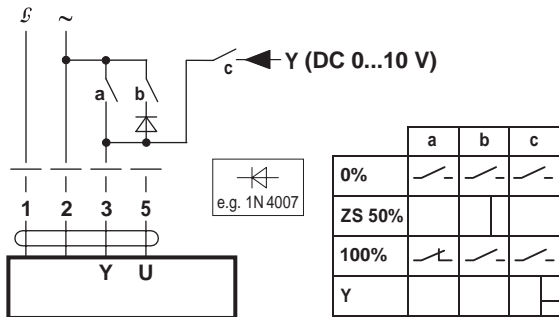 ~
a
b
c
Y (DC 0...10 V)
1
2
3
5
e.g. 1N 4007
Y
U
a
b
c
0%
ZS 50%
100%
Y